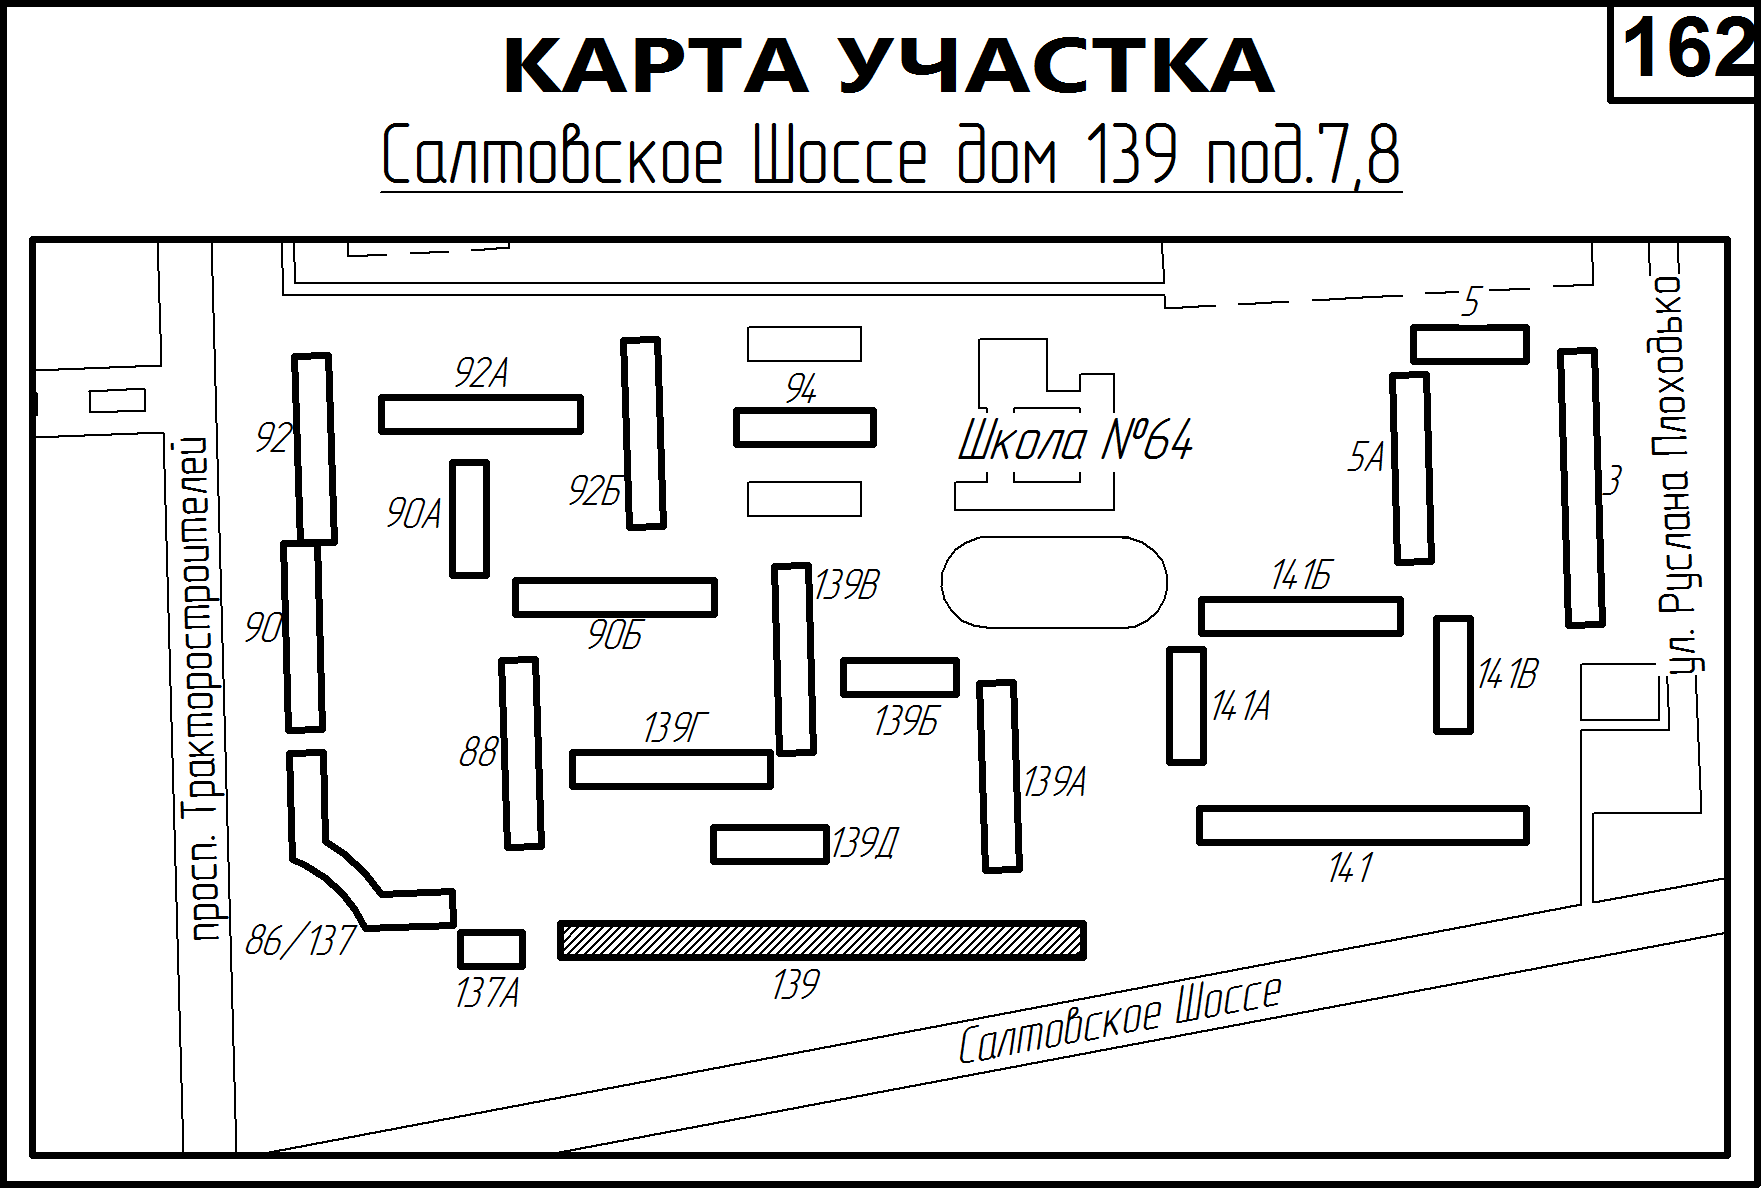 162
КАРТА УЧАСТКА
Салтовское Шоссе дом 139 под.7,8
5
92А
94
92
Школа №64
5А
3
92Б
90А
ул. Руслана Плоходько
просп. Тракторостроителей
141Б
139В
90
90Б
141В
141А
139Б
139Г
88
139А
139Д
141
86/137
137А
139
Салтовское Шоссе